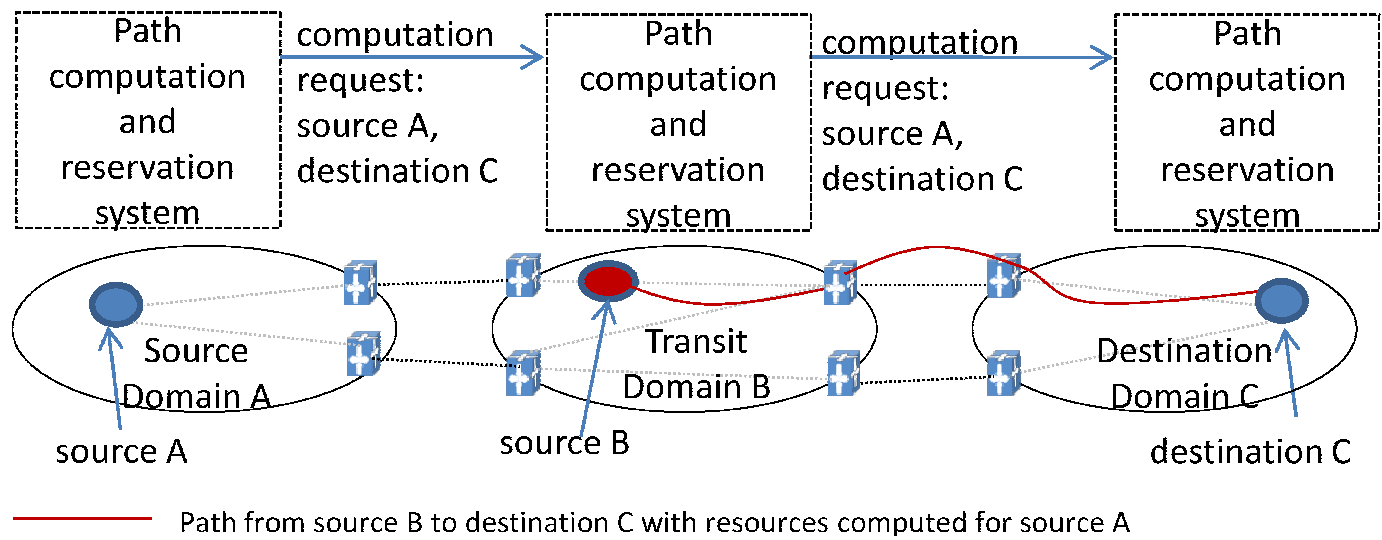 Path
computation
and
reservation
system
computation
request:
source A,
destination C
Path
computation
and
reservation
system
computation
request:
source A,
destination C
Path
computation
and
reservation
system
Source
Domain A
Transit
Domain B
Destination
Domain C
source A
source B
destination C
Path from source B to destination C with resources computed for source A